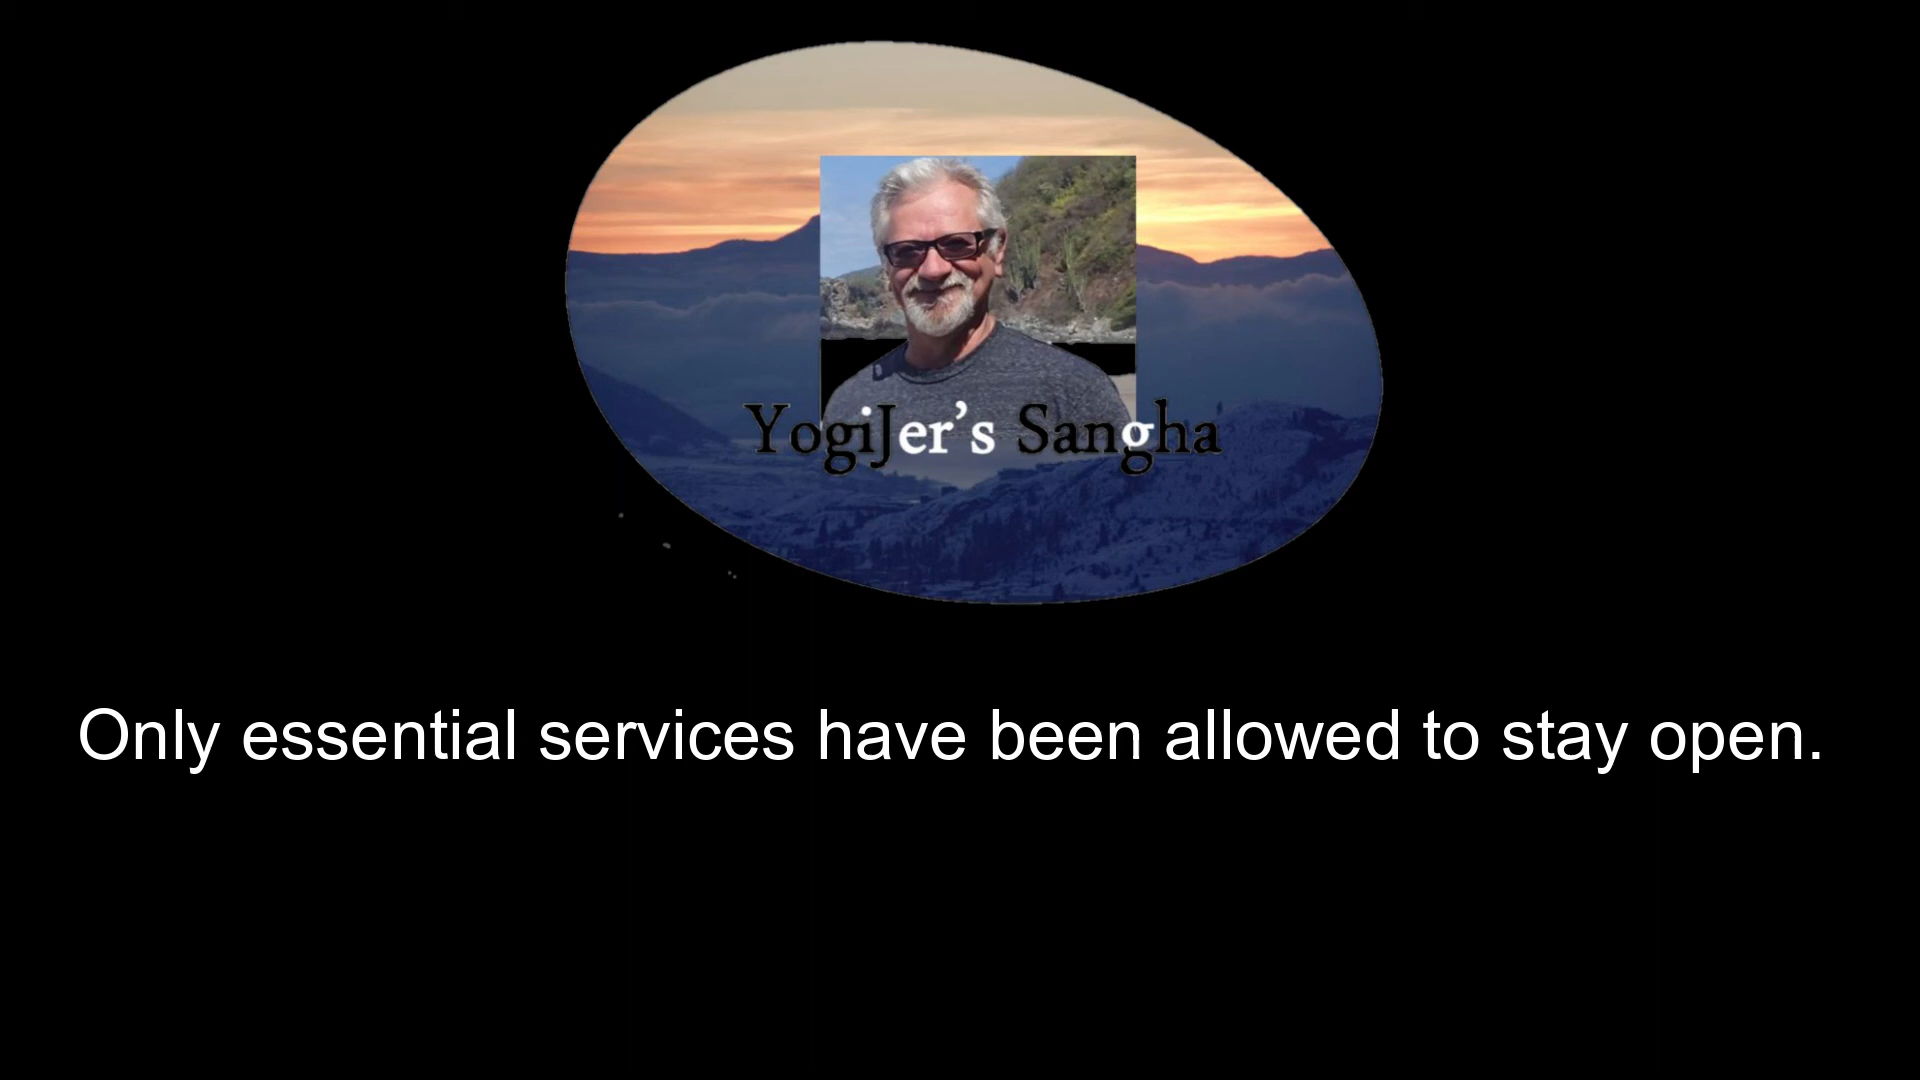 YogiJer’s Sangha
Only essential services have been allowed to stay open.